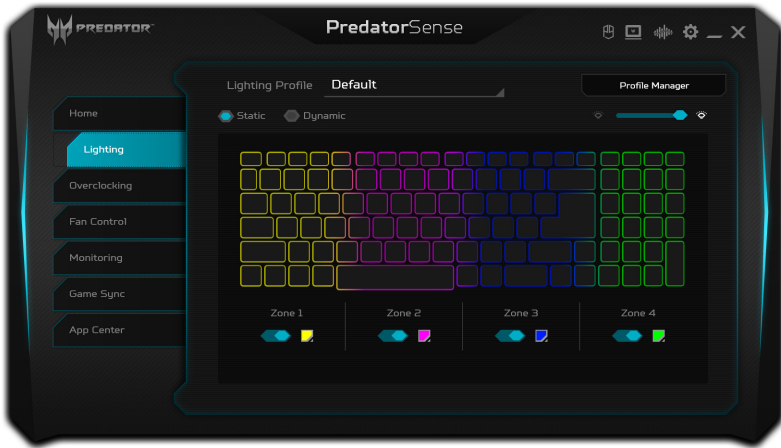 PREDATOR
PredatorSense
Lighting Profile Default
Profile Manager
Static Dynamic
Home
Lighting
Overclocking
Fan Control
Monitoring
Game Sync
App Center
Zone 1 Zone 2 Zone 3 Zone 4